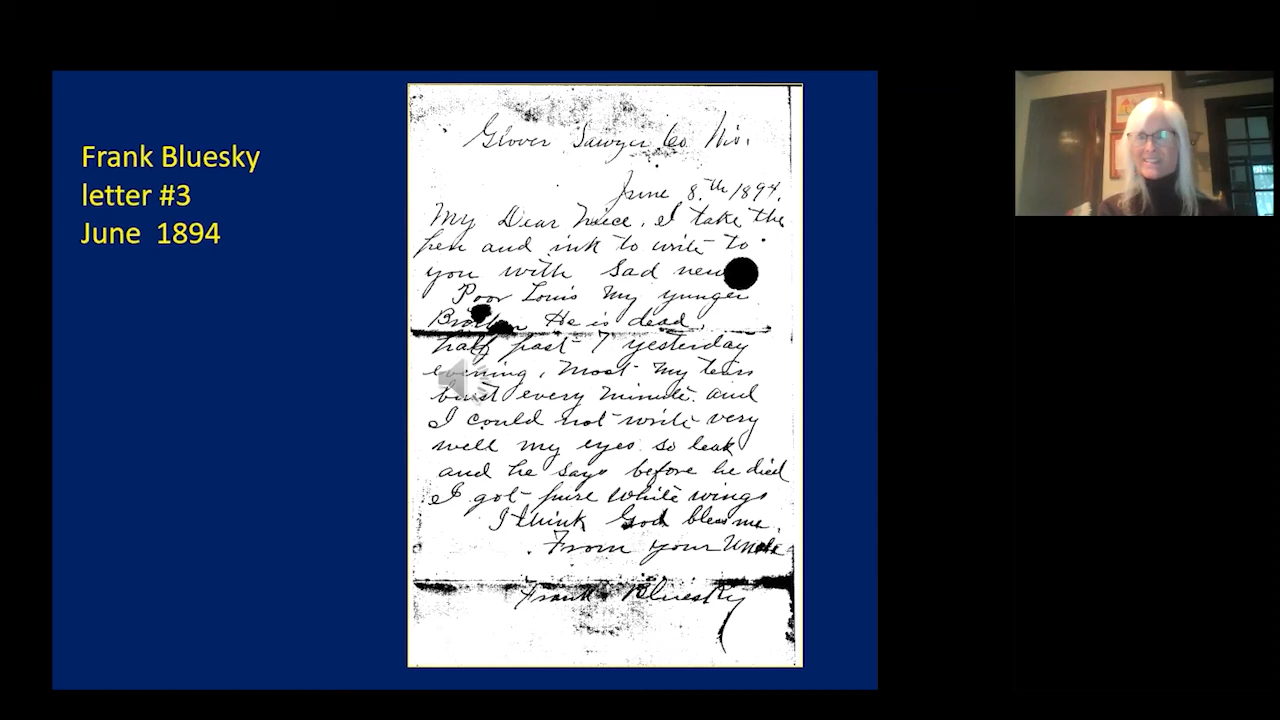 Frank Bluesky
letter #3
June 1894
Glover Sawyer Co Wis.
June 8th 1894.
My Dear Niece, I take the
pen and ink to write to
you with sad news
Poor Louis my yunger
Brother He is dead,
half past 7 yesterday
evening, most my tears
bust every minute and
I could not write very
well my eyes so leak
and he says before he died
I got pure white wings
I think God bless me.
From your Uncle
Frank Bluesky